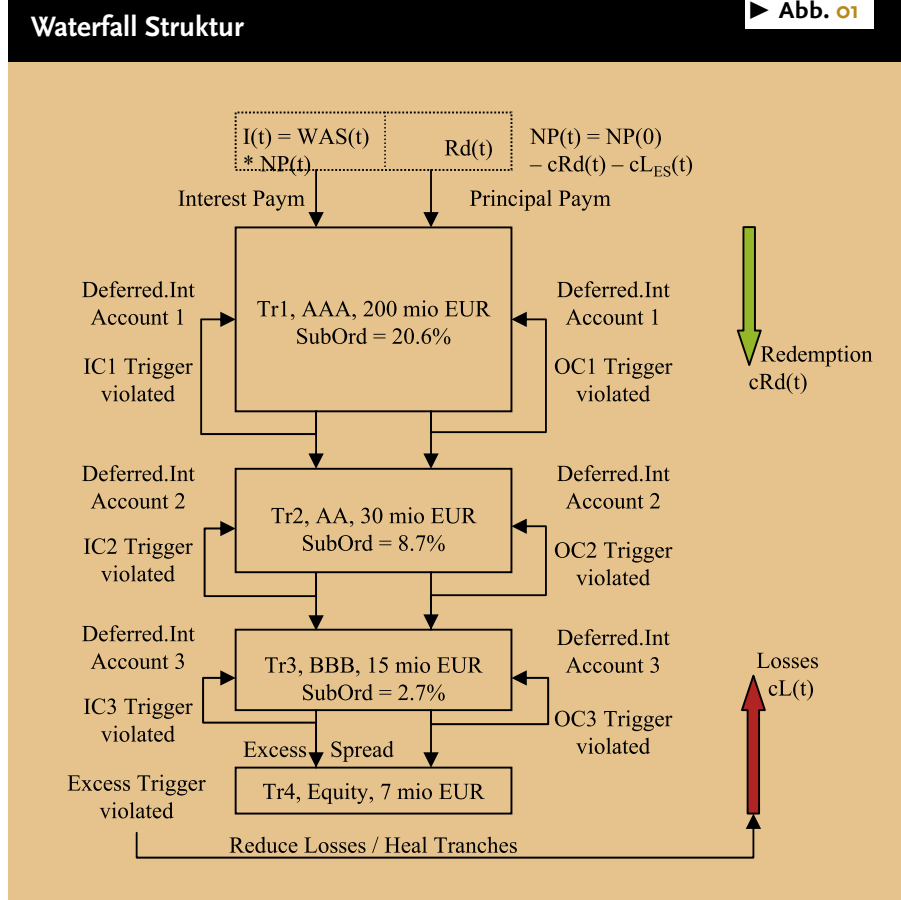 Waterfall Struktur
► Abb. 01
I(t) = WAS(t)
* NP(t)
Rd(t)
NP(t) = NP(0)
– cRd(t) – cL_ES(t)
Interest Paym
Principal Paym
Deferred.Int
Account 1
IC1 Trigger
violated
Tr1, AAA, 200 mio EUR
SubOrd = 20.6%
Deferred.Int
Account 1
OC1 Trigger
violated
Redemption
cRd(t)
Deferred.Int
Account 2
IC2 Trigger
violated
Tr2, AA, 30 mio EUR
SubOrd = 8.7%
Deferred.Int
Account 2
OC2 Trigger
violated
Deferred.Int
Account 3
IC3 Trigger
violated
Tr3, BBB, 15 mio EUR
SubOrd = 2.7%
Deferred.Int
Account 3
OC3 Trigger
violated
Losses
cL(t)
Excess Spread
Excess Trigger
violated
Tr4, Equity, 7 mio EUR
Reduce Losses / Heal Tranches